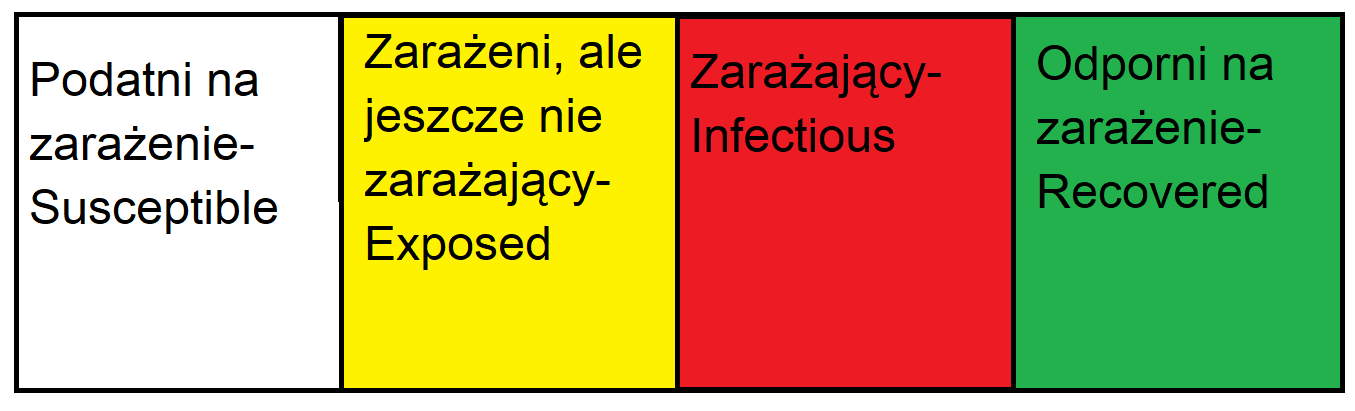 Podatni na
zarażenie-
Susceptible
Zarażeni, ale
jeszcze nie
zarażający-
Exposed
Zarażający-
Infectious
Odporni na
zarażenie-
Recovered